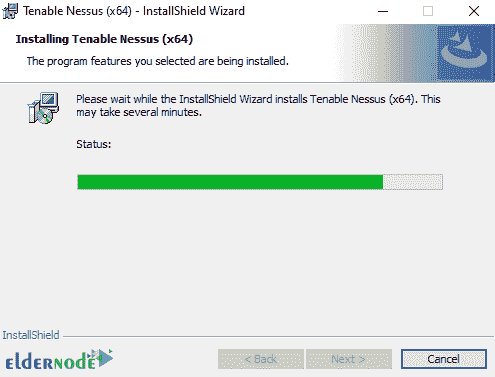 Tenable Nessus (x64) - InstallShield Wizard
Installing Tenable Nessus (x64)
The program features you selected are being installed.
Please wait while the InstallShield Wizard installs Tenable Nessus (x64). This
may take several minutes.
Status:
InstallShield
eldernode
< Back
Next >
Cancel